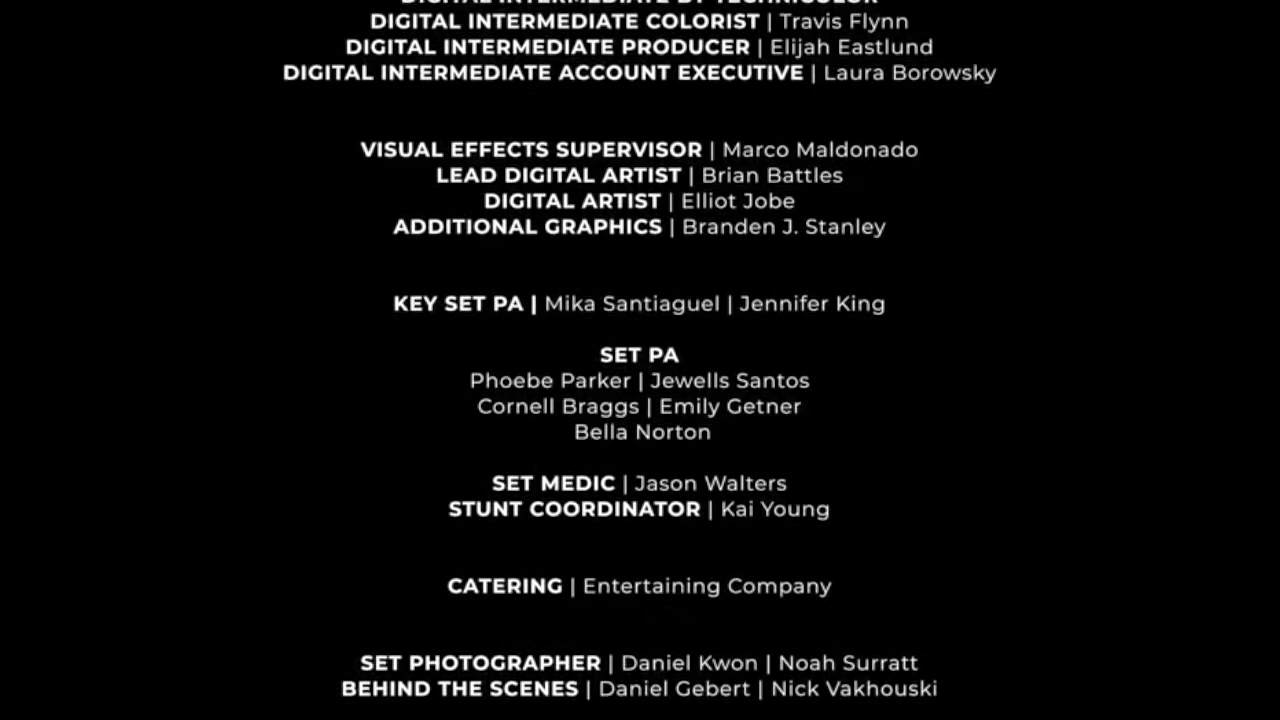 DIGITAL INTERMEDIATE BY TECHNICOLOR
DIGITAL INTERMEDIATE COLORIST | Travis Flynn
DIGITAL INTERMEDIATE PRODUCER | Elijah Eastlund
DIGITAL INTERMEDIATE ACCOUNT EXECUTIVE | Laura Borowsky
VISUAL EFFECTS SUPERVISOR | Marco Maldonado
LEAD DIGITAL ARTIST | Brian Battles
DIGITAL ARTIST | Elliot Jobe
ADDITIONAL GRAPHICS | Branden J. Stanley
KEY SET PA | Mika Santiaguel | Jennifer King
SET PA
Phoebe Parker | Jewells Santos
Cornell Braggs | Emily Getner
Bella Norton
SET MEDIC | Jason Walters
STUNT COORDINATOR | Kai Young
CATERING | Entertaining Company
SET PHOTOGRAPHER | Daniel Kwon | Noah Surratt
BEHIND THE SCENES | Daniel Gebert | Nick Vakhouski